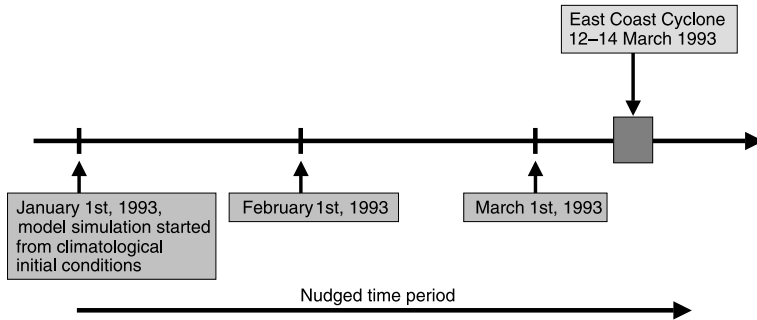 East Coast Cyclone
12–14 March 1993
January 1st, 1993,
model simulation started
from climatological
initial conditions
February 1st, 1993
March 1st, 1993
Nudged time period